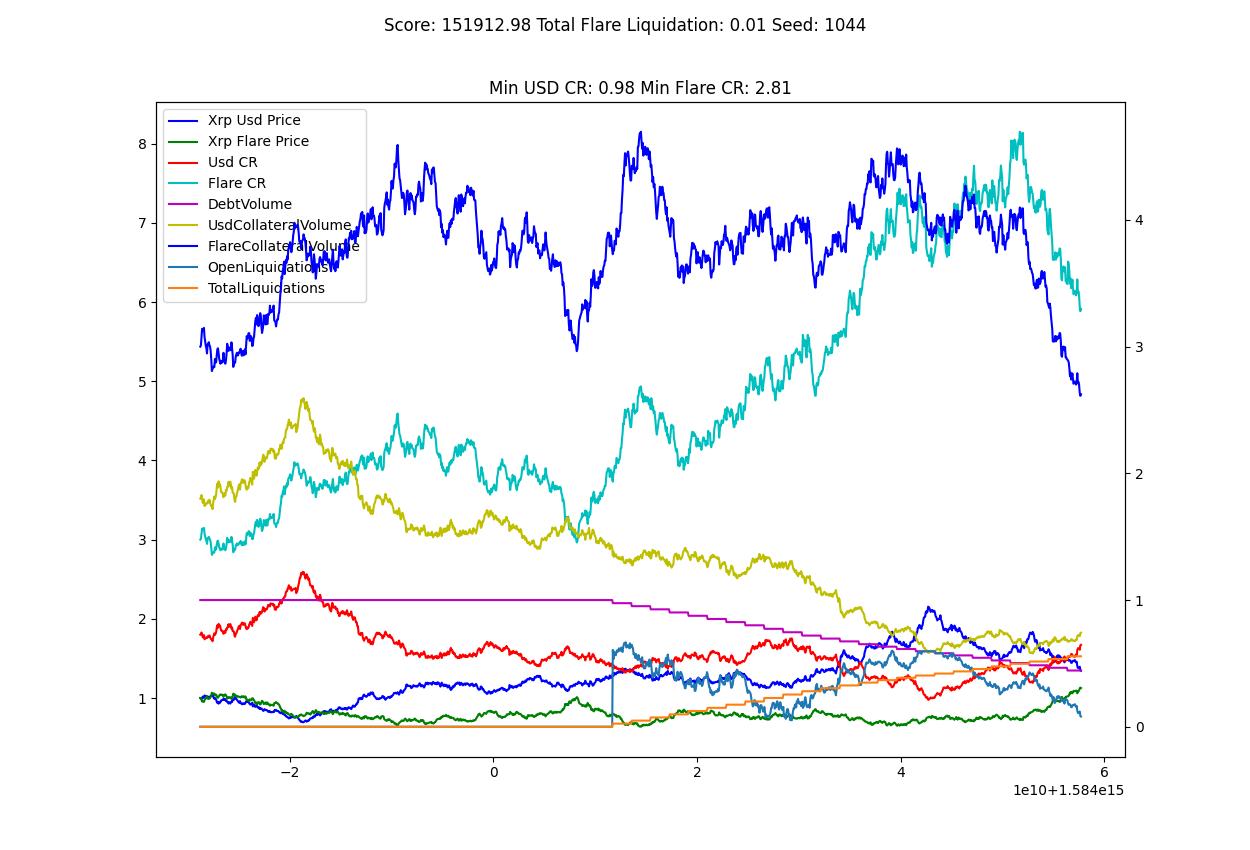 Score: 151912.98 Total Flare Liquidation: 0.01 Seed: 1044
Min USD CR: 0.98 Min Flare CR: 2.81
Xrp Usd Price
Xrp Flare Price
Usd CR
Flare CR
DebtVolume
UsdCollateralVolume
FlareCollateralVolume
OpenLiquidations
TotalLiquidations
8
7
6
5
4
3
2
1
4
3
2
1
0
−2
0
2
4
6
1e10+1.584e15